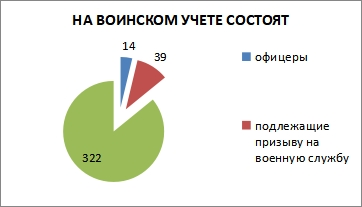 НА ВОИНСКОМ УЧЕТЕ СОСТОЯТ
14
39
322
офицеры
подлежащие
призыву на
военную службу